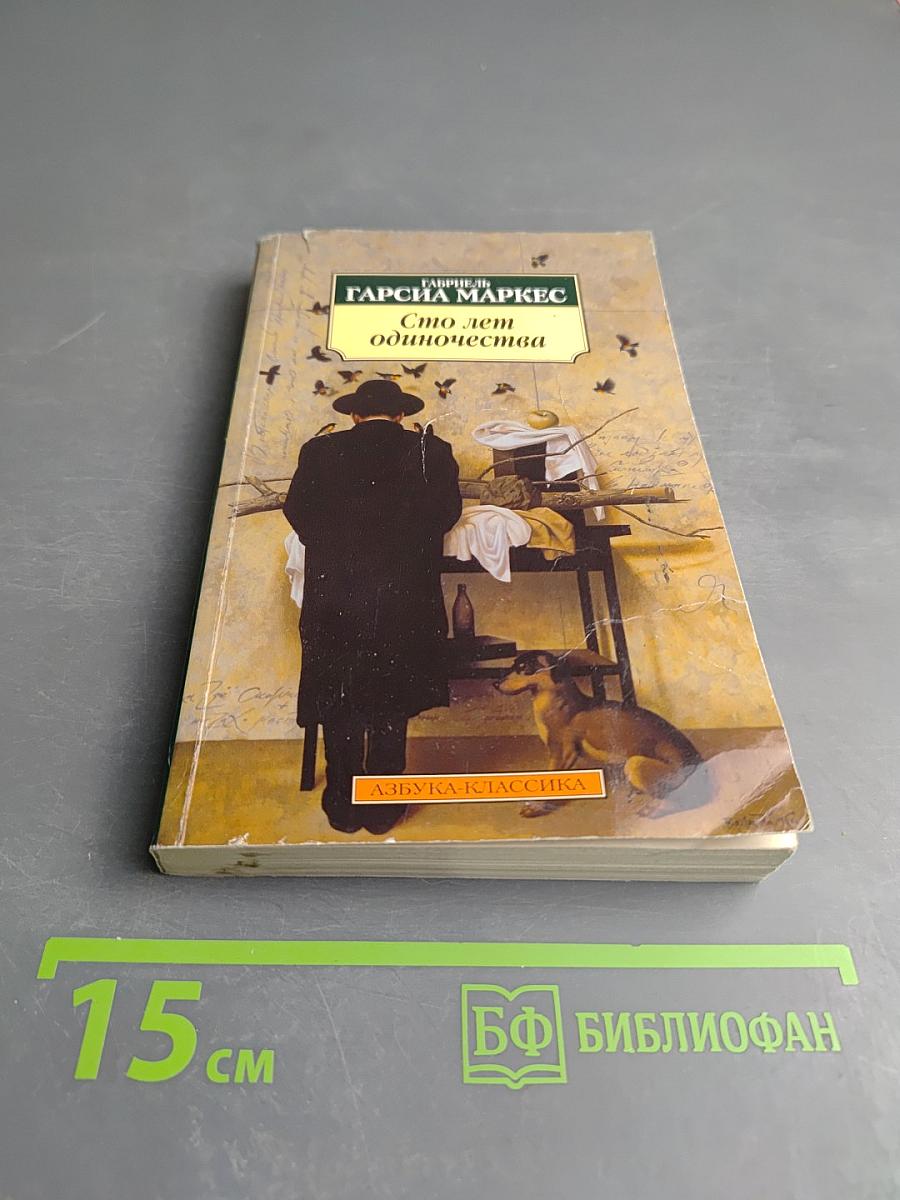 ГАБРИЕЛЬ
ГАРСИА МАРКЕС
Сто лет
одиночества
АЗБУКА-КЛАССИКА
15 см
БФ БИБЛИОФАН